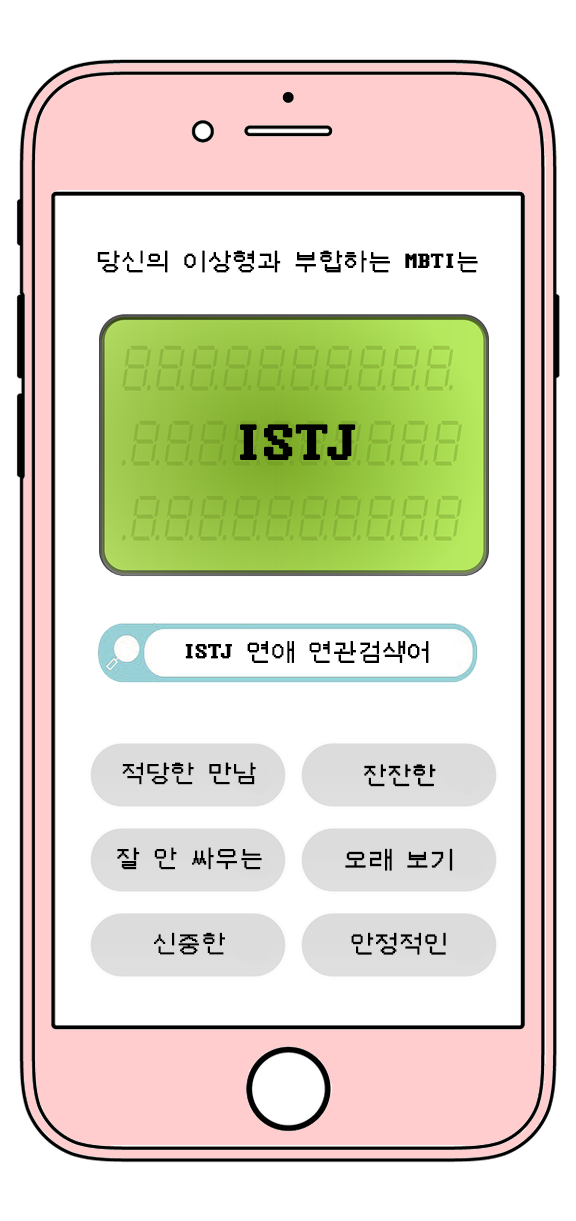 당신의 이상형과 부합하는 MBTI는
ISTJ
ISTJ 연애 연관검색어
적당한 만남
잔잔한
잘 안 싸우는
오래 보기
신중한
안정적인